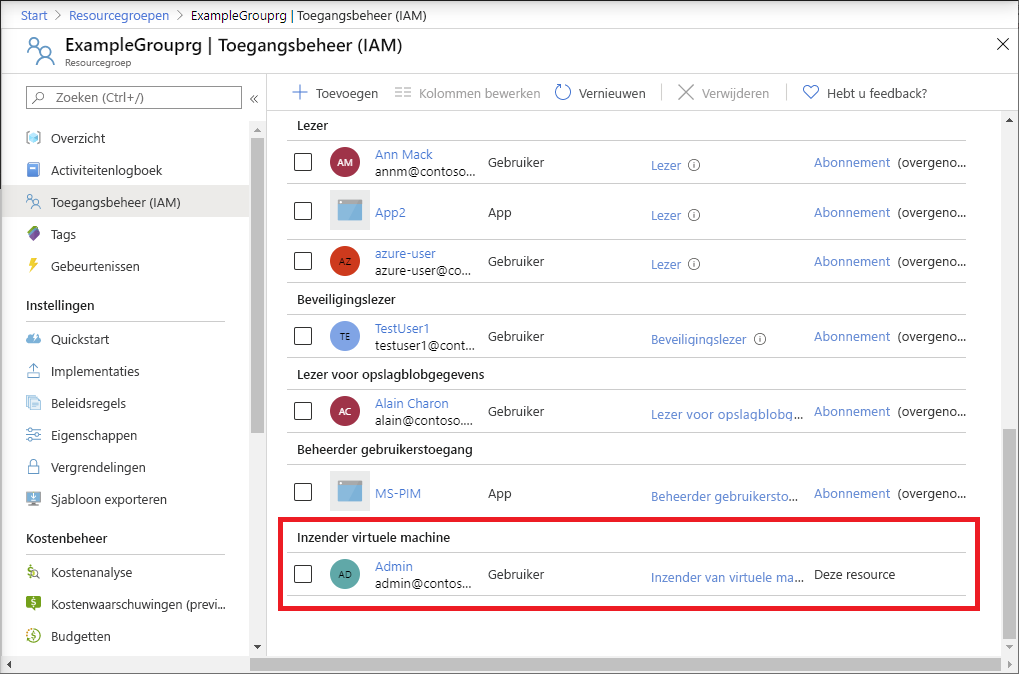 Start > Resourcegroepen > ExampleGrouprg | Toegangsbeheer (IAM)
ExampleGrouprg | Toegangsbeheer (IAM)
Resourcegroep
Zoeken (Ctrl+/)
«
Overzicht
Activiteitenlogboek
Toegangsbeheer (IAM)
Tags
Gebeurtenissen
Instellingen
Quickstart
Implementaties
Beleidsregels
Eigenschappen
Vergrendelingen
Sjabloon exporteren
Kostenbeheer
Kostenanalyse
Kostenwaarschuwingen (previ...
Budgetten
Toevoegen Kolommen bewerken Vernieuwen Verwijderen Hebt u feedback?
Lezer
AM Ann Mack Gebruiker Lezer Abonnement (overgeno...
annm@contoso...
App2 App Lezer Abonnement (overgeno...
AZ azure-user Gebruiker Lezer Abonnement (overgeno...
azure-user@co...
Beveiligingslezer
TE TestUser1 Gebruiker Beveiligingslezer Abonnement (overgeno...
testuser1@cont...
Lezer voor opslagblobgegevens
AC Alain Charon Gebruiker Lezer voor opslagblobg... Abonnement (overgeno...
alain@contoso....
Beheerder gebruikerstoegang
MS-PIM App Beheerder gebruikersto... Abonnement (overgeno...
Inzender virtuele machine
AD Admin Gebruiker Inzender van virtuele ma... Deze resource
admin@contos...